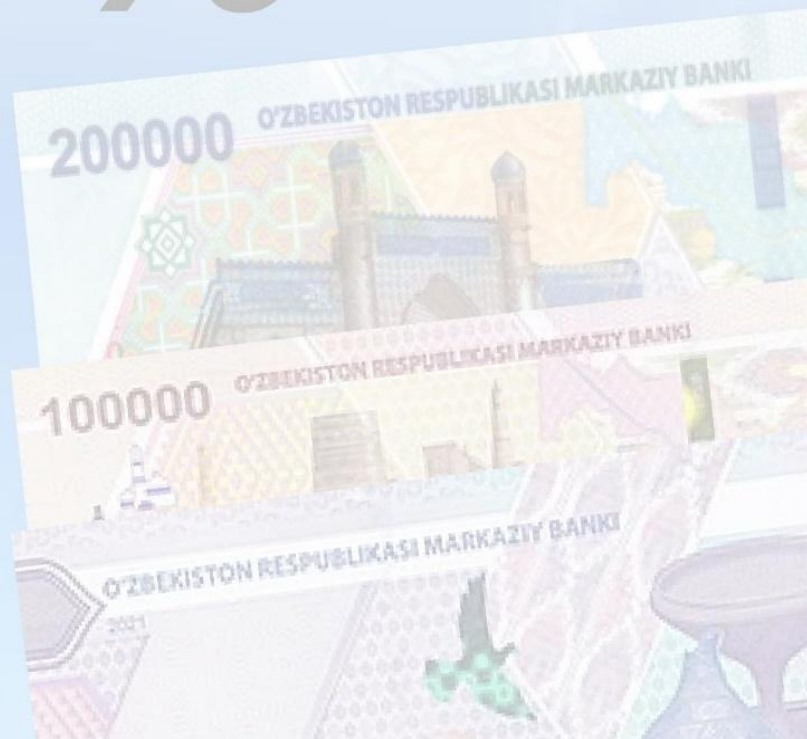 200000
O'ZBEKISTON RESPUBLIKASI MARKAZIY BANKI
100000
O'ZBEKISTON RESPUBLIKASI MARKAZIY BANKI
O'ZBEKISTON RESPUBLIKASI MARKAZIY BANKI
2021